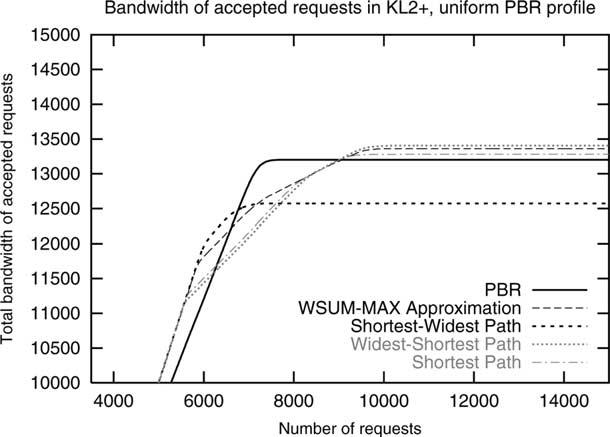 Bandwidth of accepted requests in KL2+, uniform PBR profile
Total bandwidth of accepted requests
15000
14500
14000
13500
13000
12500
12000
11500
11000
10500
10000
PBR
WSUM-MAX Approximation
Shortest-Widest Path
Widest-Shortest Path
Shortest Path
4000 6000 8000 10000 12000 14000
Number of requests